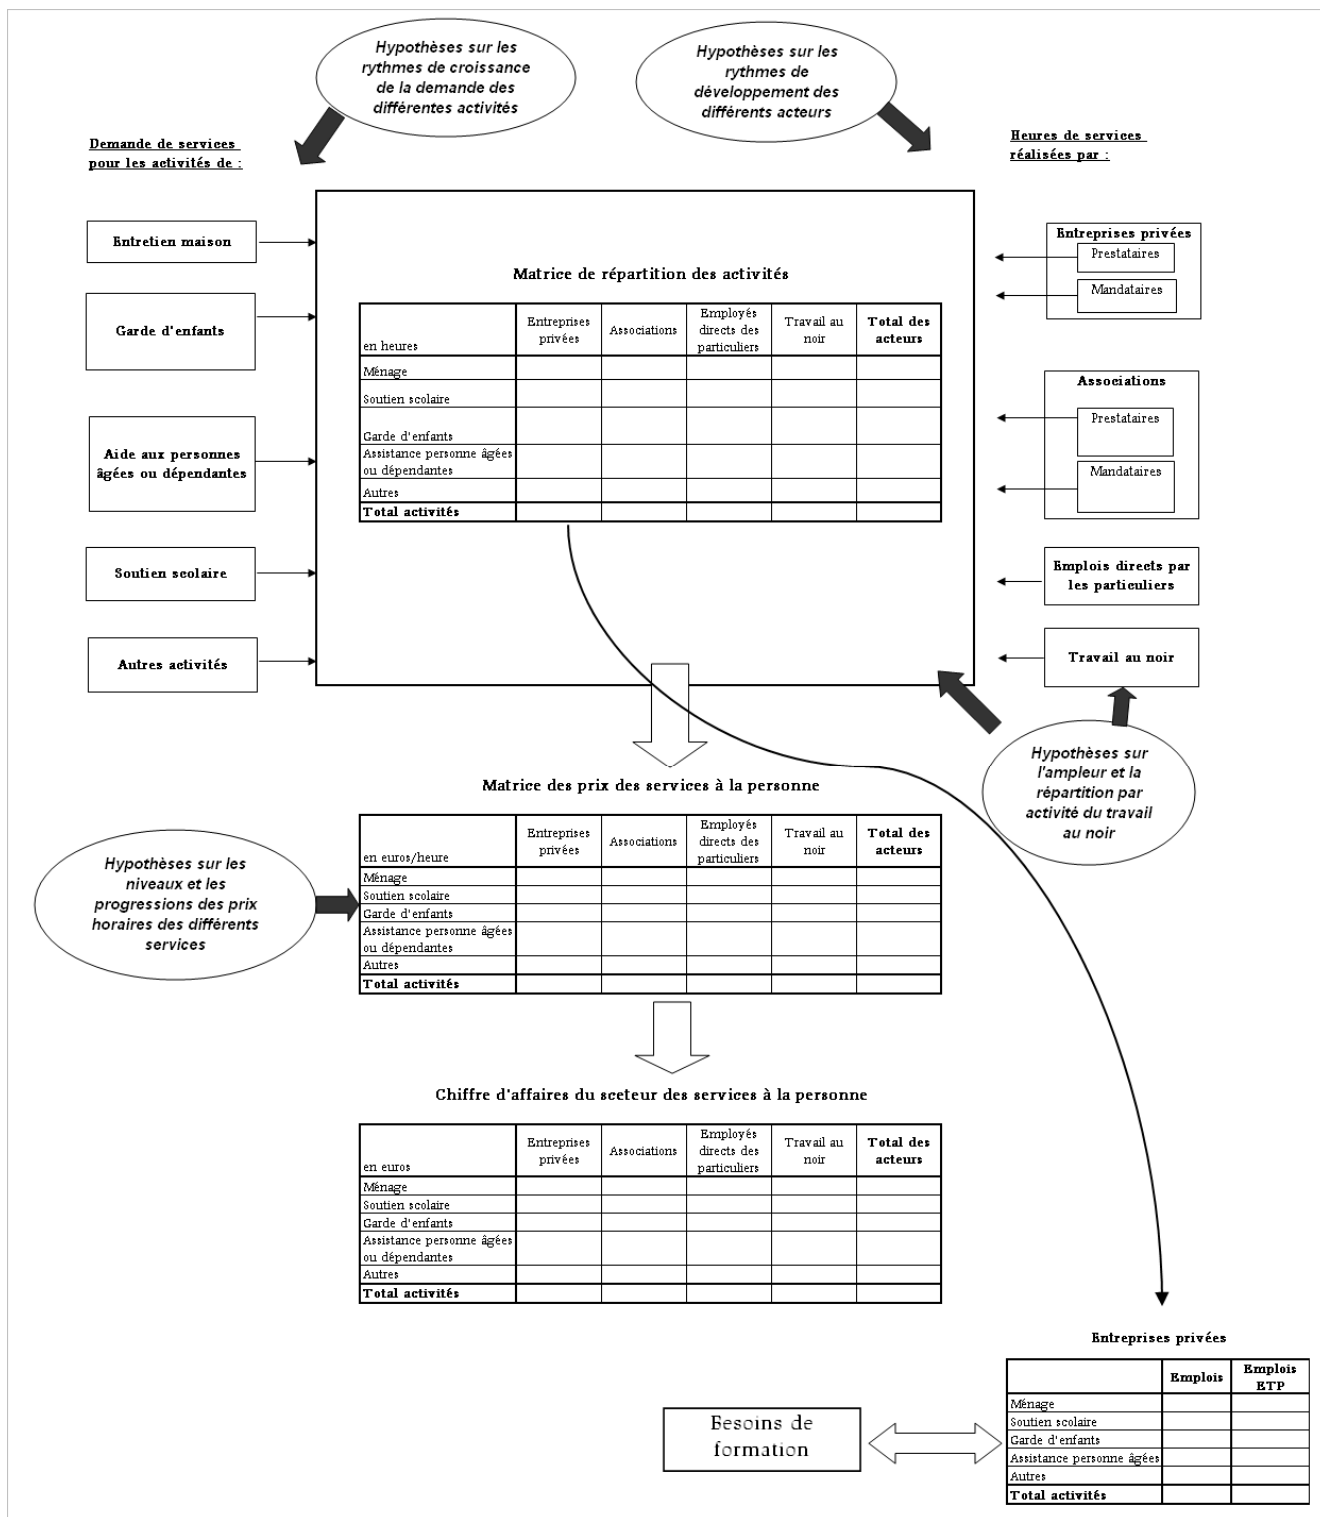 Hypothèses sur les
rythmes de croissance
de la demande des
différentes activités
Hypothèses sur les
rythmes de
développement des
différents acteurs
Demande de services
pour les activités de :
Heures de services
réalisées par :
Entretien maison
Garde d'enfants
Aide aux personnes
âgées ou dépendantes
Soutien scolaire
Autres activités
Matrice de répartition des activités
en heures
Entreprises
privées
Associations
Employés
directs des
particuliers
Travail au
noir
Total des
acteurs
Ménage
Soutien scolaire
Garde d'enfants
Assistance personne âgées
ou dépendantes
Autres
Total activités
Entreprises privées
Prestataires
Mandataires
Associations
Prestataires
Mandataires
Emplois directs par
les particuliers
Travail au noir
Hypothèses sur
l'ampleur et la
répartition par
activité du travail
au noir
Matrice des prix des services à la personne
Hypothèses sur les
niveaux et les
progressions des prix
horaires des différents
services
en euros/heure
Entreprises
privées
Associations
Employés
directs des
particuliers
Travail au
noir
Total des
acteurs
Ménage
Soutien scolaire
Garde d'enfants
Assistance personne âgées
ou dépendantes
Autres
Total activités
Chiffre d'affaires du sceteur des services à la personne
en euros
Entreprises
privées
Associations
Employés
directs des
particuliers
Travail au
noir
Total des
acteurs
Ménage
Soutien scolaire
Garde d'enfants
Assistance personne âgées
ou dépendantes
Autres
Total activités
Entreprises privées
Emplois
Emplois
ETP
Ménage
Soutien scolaire
Garde d'enfants
Assistance personne âgées
Autres
Total activités
Besoins de
formation